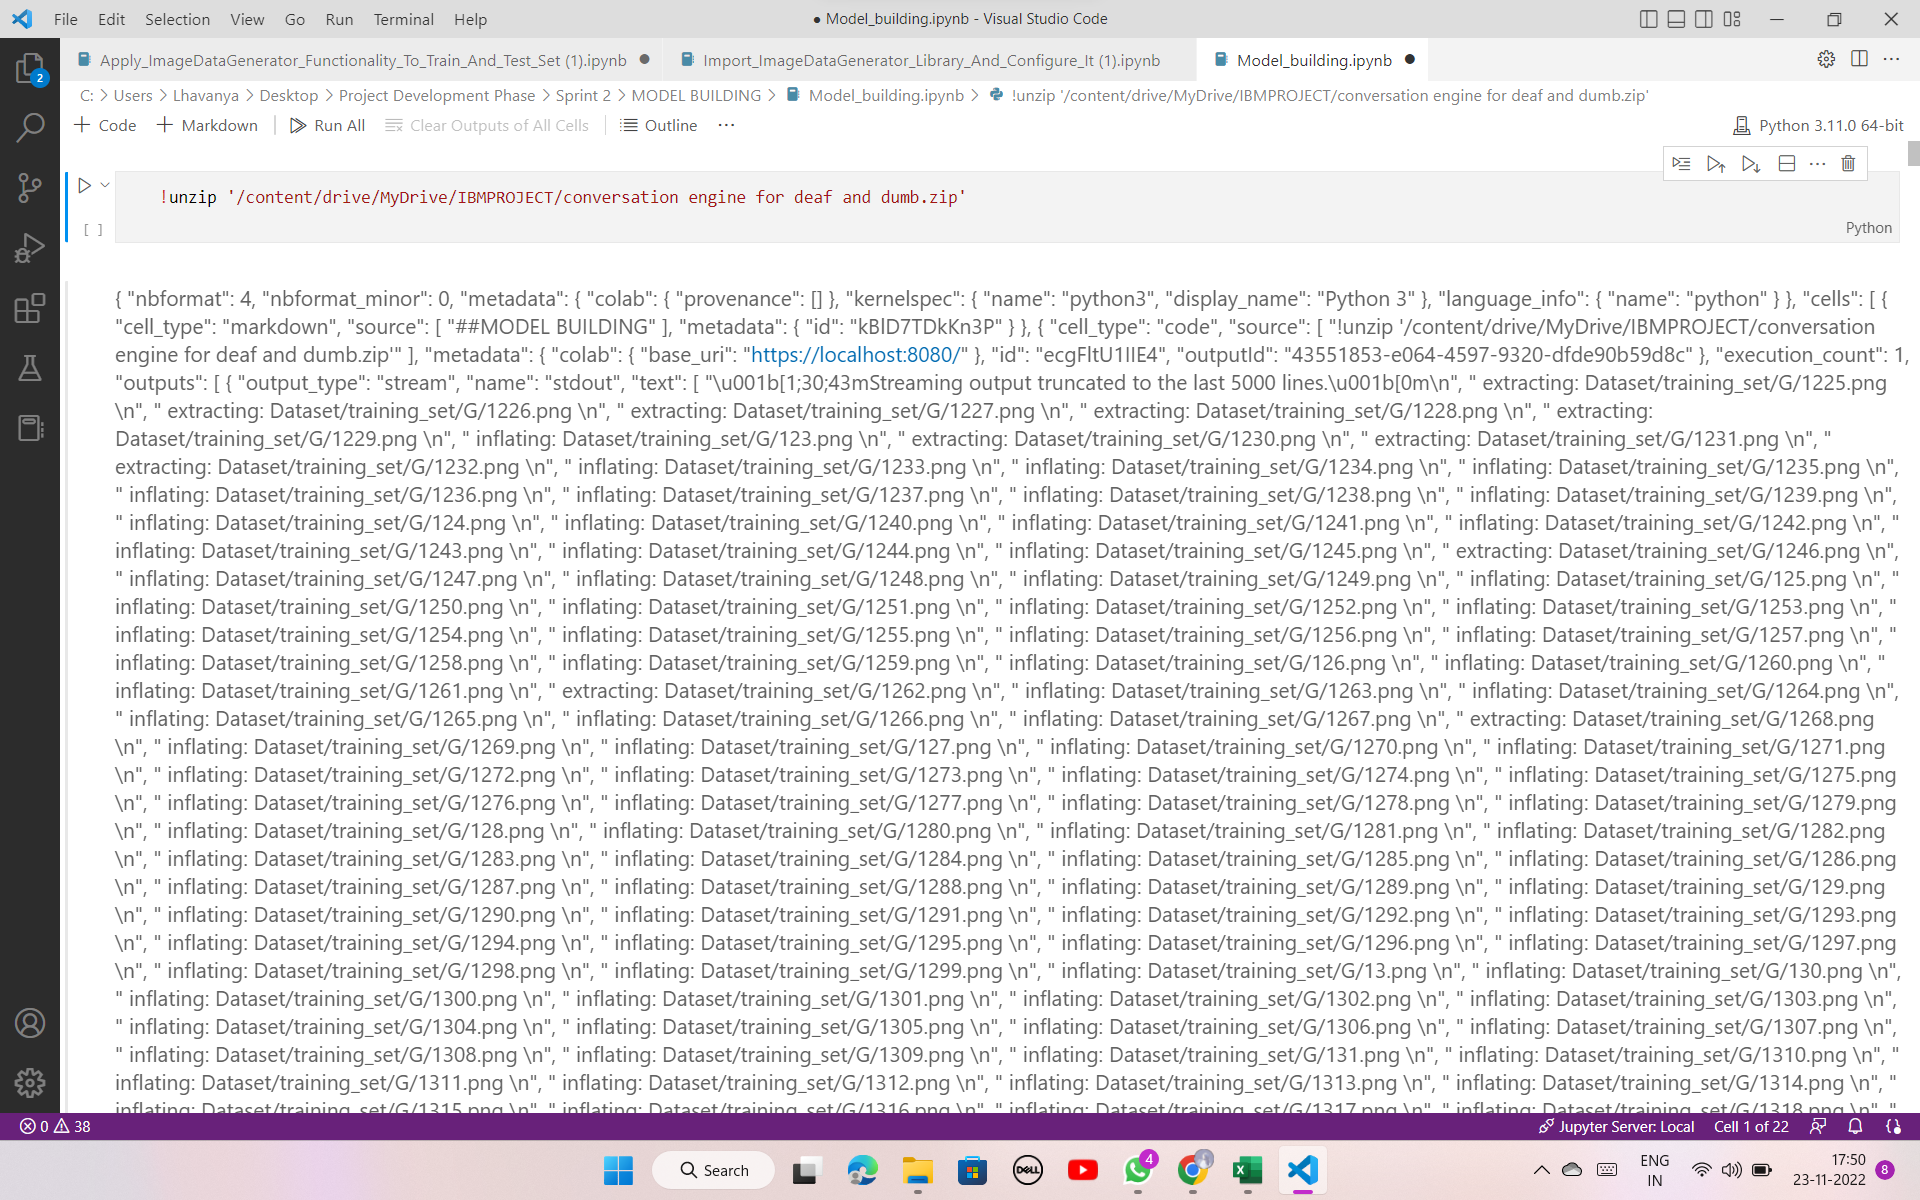 File Edit Selection View Go Run Terminal Help
● Model_building.ipynb - Visual Studio Code
Apply_ImageDataGenerator_Functionality_To_Train_And_Test_Set (1).ipynb ●
Import_ImageDataGenerator_Library_And_Configure_It (1).ipynb
Model_building.ipynb ●
2
C: > Users > Lhavanya > Desktop > Project Development Phase > Sprint 2 > MODEL BUILDING > Model_building.ipynb > !unzip '/content/drive/MyDrive/IBMPROJECT/conversation engine for deaf and dumb.zip'
+ Code + Markdown Run All Clear Outputs of All Cells Outline ... Python 3.11.0 64-bit
!unzip '/content/drive/MyDrive/IBMPROJECT/conversation engine for deaf and dumb.zip'
[ ]
Python
{ "nbformat": 4, "nbformat_minor": 0, "metadata": { "colab": { "provenance": [] }, "kernelspec": { "name": "python3", "display_name": "Python 3" }, "language_info": { "name": "python" } }, "cells": [ {
"cell_type": "markdown", "source": [ "##MODEL BUILDING" ], "metadata": { "id": "kBlD7TDkKn3P" } }, { "cell_type": "code", "source": [ "!unzip '/content/drive/MyDrive/IBMPROJECT/conversation
engine for deaf and dumb.zip'" ], "metadata": { "colab": { "base_uri": "https://localhost:8080/" }, "id": "ecgFltU1IIE4", "outputId": "43551853-e064-4597-9320-dfde90b59d8c" }, "execution_count": 1,
"outputs": [ { "output_type": "stream", "name": "stdout", "text": [ "\u001b[1;30;43mStreaming output truncated to the last 5000 lines.\u001b[0m\n", " extracting: Dataset/training_set/G/1225.png
\n", " extracting: Dataset/training_set/G/1226.png \n", " extracting: Dataset/training_set/G/1227.png \n", " extracting: Dataset/training_set/G/1228.png \n", " extracting:
Dataset/training_set/G/1229.png \n", " inflating: Dataset/training_set/G/123.png \n", " extracting: Dataset/training_set/G/1230.png \n", " extracting: Dataset/training_set/G/1231.png \n", "
extracting: Dataset/training_set/G/1232.png \n", " inflating: Dataset/training_set/G/1233.png \n", " inflating: Dataset/training_set/G/1234.png \n", " inflating: Dataset/training_set/G/1235.png \n",
" inflating: Dataset/training_set/G/1236.png \n", " inflating: Dataset/training_set/G/1237.png \n", " inflating: Dataset/training_set/G/1238.png \n", " inflating: Dataset/training_set/G/1239.png \n",
" inflating: Dataset/training_set/G/124.png \n", " inflating: Dataset/training_set/G/1240.png \n", " inflating: Dataset/training_set/G/1241.png \n", " inflating: Dataset/training_set/G/1242.png \n", "
inflating: Dataset/training_set/G/1243.png \n", " inflating: Dataset/training_set/G/1244.png \n", " inflating: Dataset/training_set/G/1245.png \n", " extracting: Dataset/training_set/G/1246.png \n",
" inflating: Dataset/training_set/G/1247.png \n", " inflating: Dataset/training_set/G/1248.png \n", " inflating: Dataset/training_set/G/1249.png \n", " inflating: Dataset/training_set/G/125.png \n", "
inflating: Dataset/training_set/G/1250.png \n", " inflating: Dataset/training_set/G/1251.png \n", " inflating: Dataset/training_set/G/1252.png \n", " inflating: Dataset/training_set/G/1253.png \n", "
inflating: Dataset/training_set/G/1254.png \n", " inflating: Dataset/training_set/G/1255.png \n", " inflating: Dataset/training_set/G/1256.png \n", " inflating: Dataset/training_set/G/1257.png \n", "
inflating: Dataset/training_set/G/1258.png \n", " inflating: Dataset/training_set/G/1259.png \n", " inflating: Dataset/training_set/G/126.png \n", " inflating: Dataset/training_set/G/1260.png \n", "
inflating: Dataset/training_set/G/1261.png \n", " extracting: Dataset/training_set/G/1262.png \n", " inflating: Dataset/training_set/G/1263.png \n", " inflating: Dataset/training_set/G/1264.png \n",
" inflating: Dataset/training_set/G/1265.png \n", " inflating: Dataset/training_set/G/1266.png \n", " inflating: Dataset/training_set/G/1267.png \n", " extracting: Dataset/training_set/G/1268.png
\n", " inflating: Dataset/training_set/G/1269.png \n", " inflating: Dataset/training_set/G/127.png \n", " inflating: Dataset/training_set/G/1270.png \n", " inflating: Dataset/training_set/G/1271.png
\n", " inflating: Dataset/training_set/G/1272.png \n", " inflating: Dataset/training_set/G/1273.png \n", " inflating: Dataset/training_set/G/1274.png \n", " inflating: Dataset/training_set/G/1275.png
\n", " inflating: Dataset/training_set/G/1276.png \n", " inflating: Dataset/training_set/G/1277.png \n", " inflating: Dataset/training_set/G/1278.png \n", " inflating: Dataset/training_set/G/1279.png
\n", " inflating: Dataset/training_set/G/128.png \n", " inflating: Dataset/training_set/G/1280.png \n", " inflating: Dataset/training_set/G/1281.png \n", " inflating: Dataset/training_set/G/1282.png
\n", " inflating: Dataset/training_set/G/1283.png \n", " inflating: Dataset/training_set/G/1284.png \n", " inflating: Dataset/training_set/G/1285.png \n", " inflating: Dataset/training_set/G/1286.png
\n", " inflating: Dataset/training_set/G/1287.png \n", " inflating: Dataset/training_set/G/1288.png \n", " inflating: Dataset/training_set/G/1289.png \n", " inflating: Dataset/training_set/G/129.png
\n", " inflating: Dataset/training_set/G/1290.png \n", " inflating: Dataset/training_set/G/1291.png \n", " inflating: Dataset/training_set/G/1292.png \n", " inflating: Dataset/training_set/G/1293.png
\n", " inflating: Dataset/training_set/G/1294.png \n", " inflating: Dataset/training_set/G/1295.png \n", " inflating: Dataset/training_set/G/1296.png \n", " inflating: Dataset/training_set/G/1297.png
\n", " inflating: Dataset/training_set/G/1298.png \n", " inflating: Dataset/training_set/G/1299.png \n", " inflating: Dataset/training_set/G/13.png \n", " inflating: Dataset/training_set/G/130.png \n",
" inflating: Dataset/training_set/G/1300.png \n", " inflating: Dataset/training_set/G/1301.png \n", " inflating: Dataset/training_set/G/1302.png \n", " inflating: Dataset/training_set/G/1303.png \n",
" inflating: Dataset/training_set/G/1304.png \n", " inflating: Dataset/training_set/G/1305.png \n", " inflating: Dataset/training_set/G/1306.png \n", " inflating: Dataset/training_set/G/1307.png \n",
" inflating: Dataset/training_set/G/1308.png \n", " inflating: Dataset/training_set/G/1309.png \n", " inflating: Dataset/training_set/G/131.png \n", " inflating: Dataset/training_set/G/1310.png \n", "
inflating: Dataset/training_set/G/1311.png \n", " inflating: Dataset/training_set/G/1312.png \n", " inflating: Dataset/training_set/G/1313.png \n", " inflating: Dataset/training_set/G/1314.png \n", "
inflating: Dataset/training_set/G/1315.png \n", " inflating: Dataset/training_set/G/1316.png \n", " inflating: Dataset/training_set/G/1317.png \n", " inflating: Dataset/training_set/G/1318.png \n", "
0 38 Jupyter Server: Local Cell 1 of 22
Search DELL 4 ENG 17:50
IN 23-11-2022 8